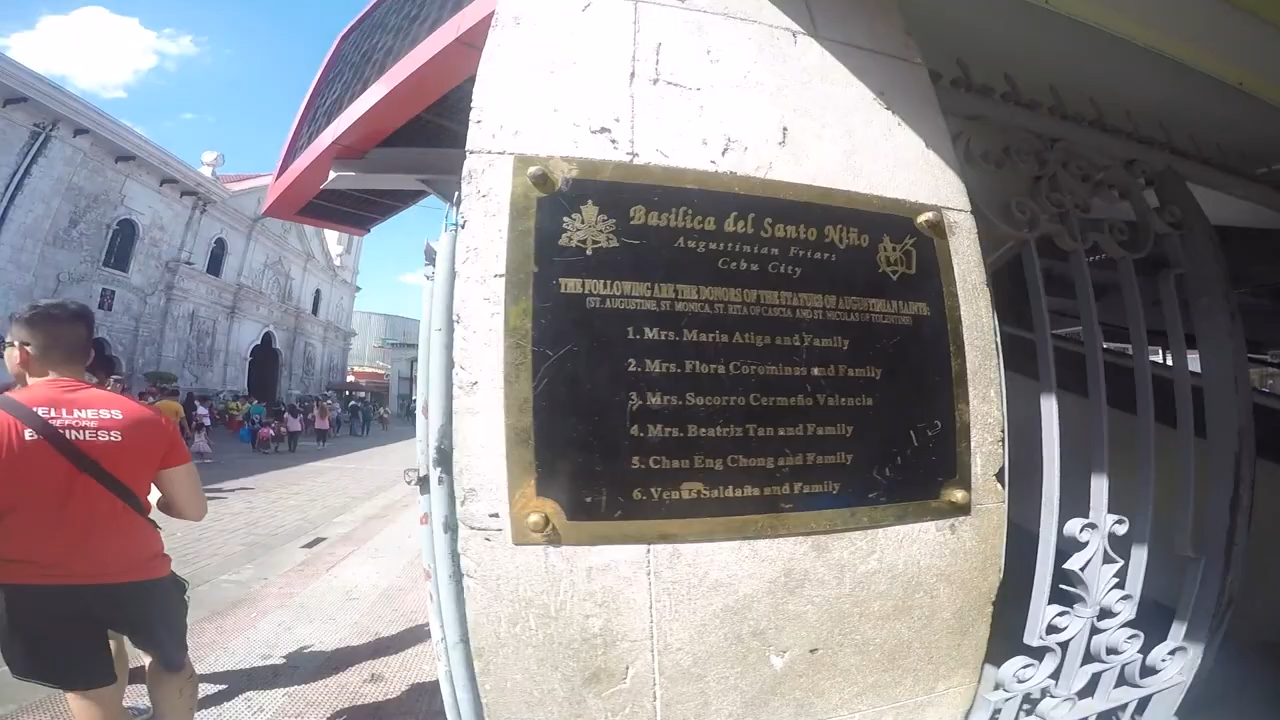 WELLNESS
BEFORE
BUSINESS
Basilica del Santo Niño
Augustinian Friars
Cebu City
THE FOLLOWING ARE THE DONORS OF THE STATUES OF AUGUSTINIAN SAINTS:
(ST. AUGUSTINE, ST. MONICA, ST. RITA OF CASCIA AND ST. NICOLAS OF TOLENTINE)
1. Mrs. Maria Atiga and Family
2. Mrs. Flora Corominas and Family
3. Mrs. Socorro Cermeño Valencia
4. Mrs. Beatriz Tan and Family
5. Chau Eng Chong and Family
6. Venus Saldaña and Family